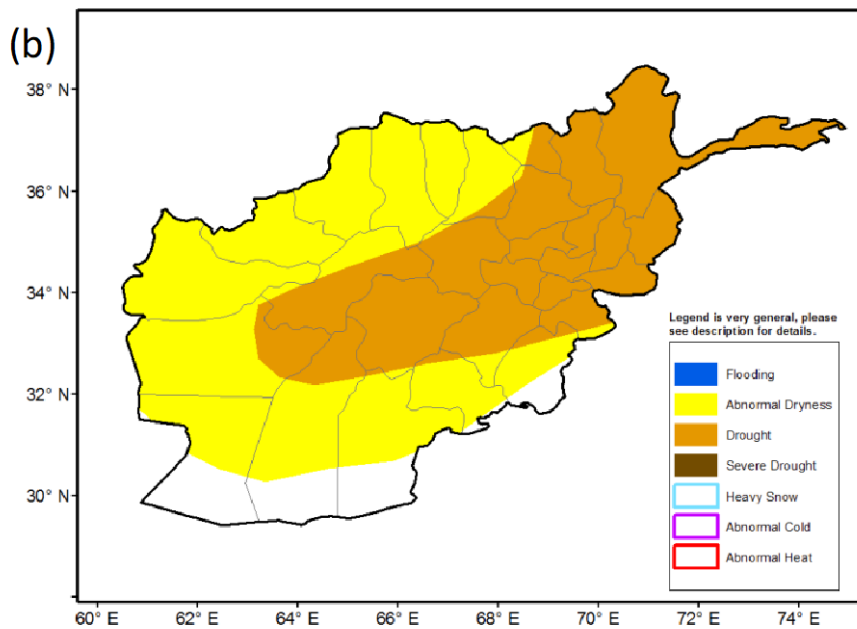 (b)
38° N
36° N
34° N
32° N
30° N
60° E
62° E
64° E
66° E
68° E
70° E
72° E
74° E
Legend is very general, please
see description for details.
Flooding
Abnormal Dryness
Drought
Severe Drought
Heavy Snow
Abnormal Cold
Abnormal Heat